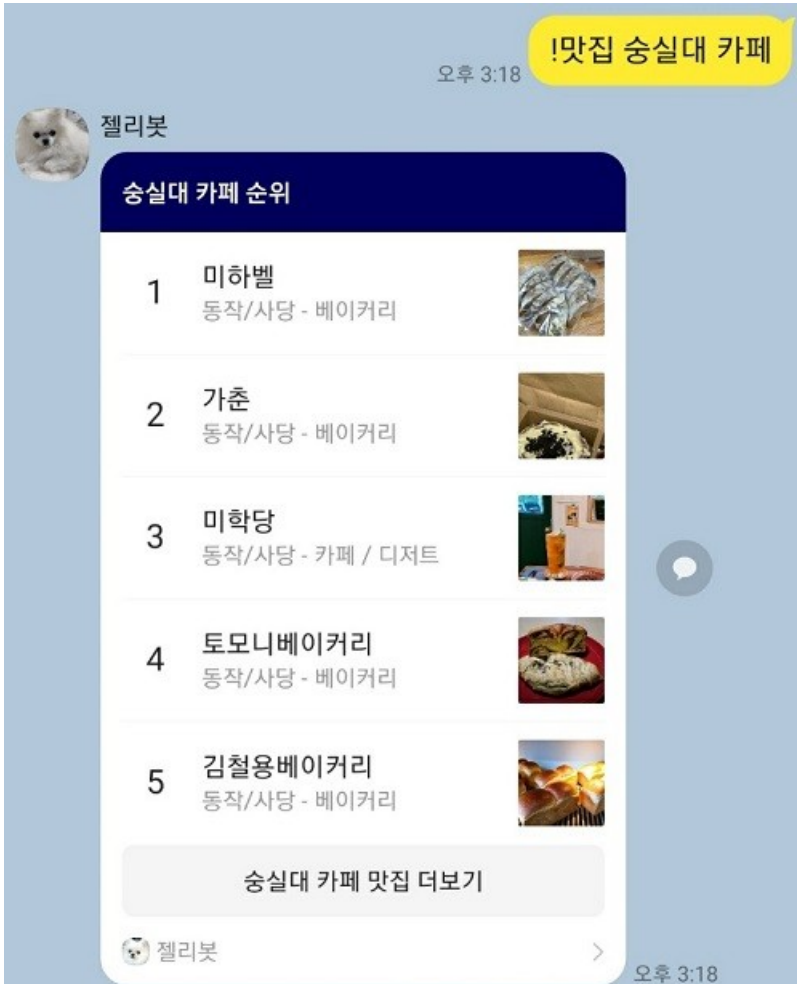 !맛집 숭실대 카페
오후 3:18
젤리봇
숭실대 카페 순위
1
미하벨
동작/사당 - 베이커리
2
가춘
동작/사당 - 베이커리
3
미학당
동작/사당 - 카페 / 디저트
4
토모니베이커리
동작/사당 - 베이커리
5
김철용베이커리
동작/사당 - 베이커리
숭실대 카페 맛집 더보기
젤리봇
오후 3:18